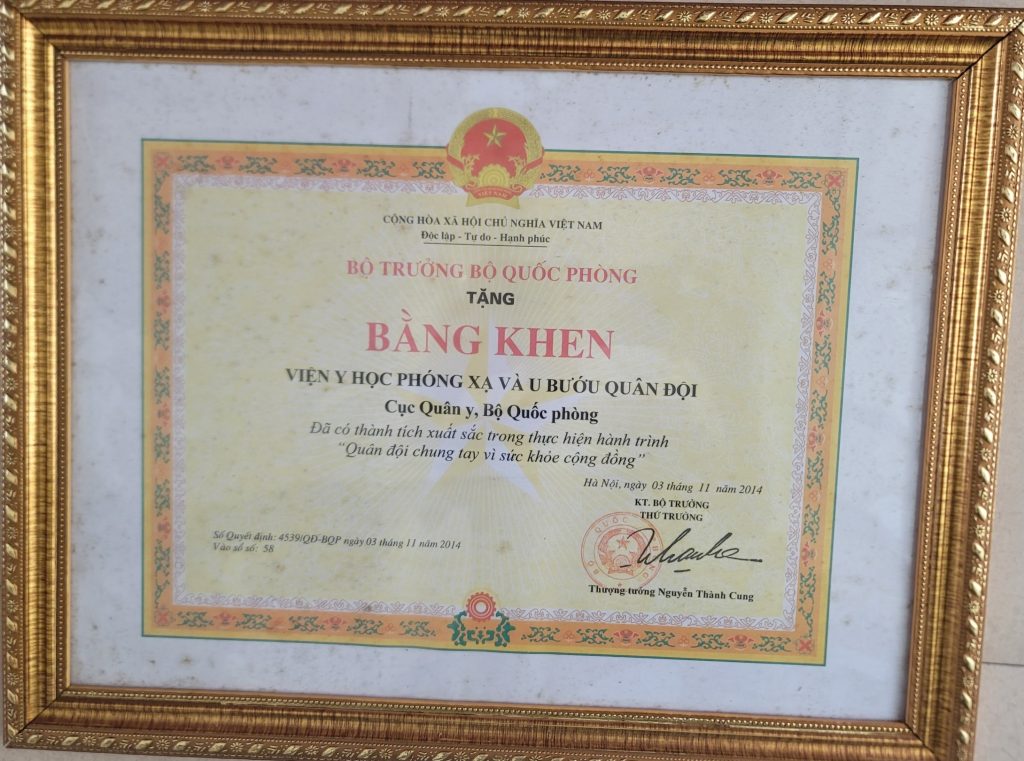 CỘNG HÒA XÃ HỘI CHỦ NGHĨA VIỆT NAM
Độc lập - Tự do - Hạnh phúc
BỘ TRƯỞNG BỘ QUỐC PHÒNG
TẶNG
BẰNG KHEN
VIỆN Y HỌC PHÓNG XẠ VÀ U BƯỚU QUÂN ĐỘI
Cục Quân y, Bộ Quốc phòng
Đã có thành tích xuất sắc trong thực hiện hành trình
“Quân đội chung tay vì sức khỏe cộng đồng”
Hà Nội, ngày 03 tháng 11 năm 2014
KT. BỘ TRƯỞNG
THỨ TRƯỞNG
Số Quyết định: 4539/QĐ-BQP ngày 03 tháng 11 năm 2014
Vào sổ số: 58
BỘ QUỐC PHÒNG
Thượng tướng Nguyễn Thành Cung